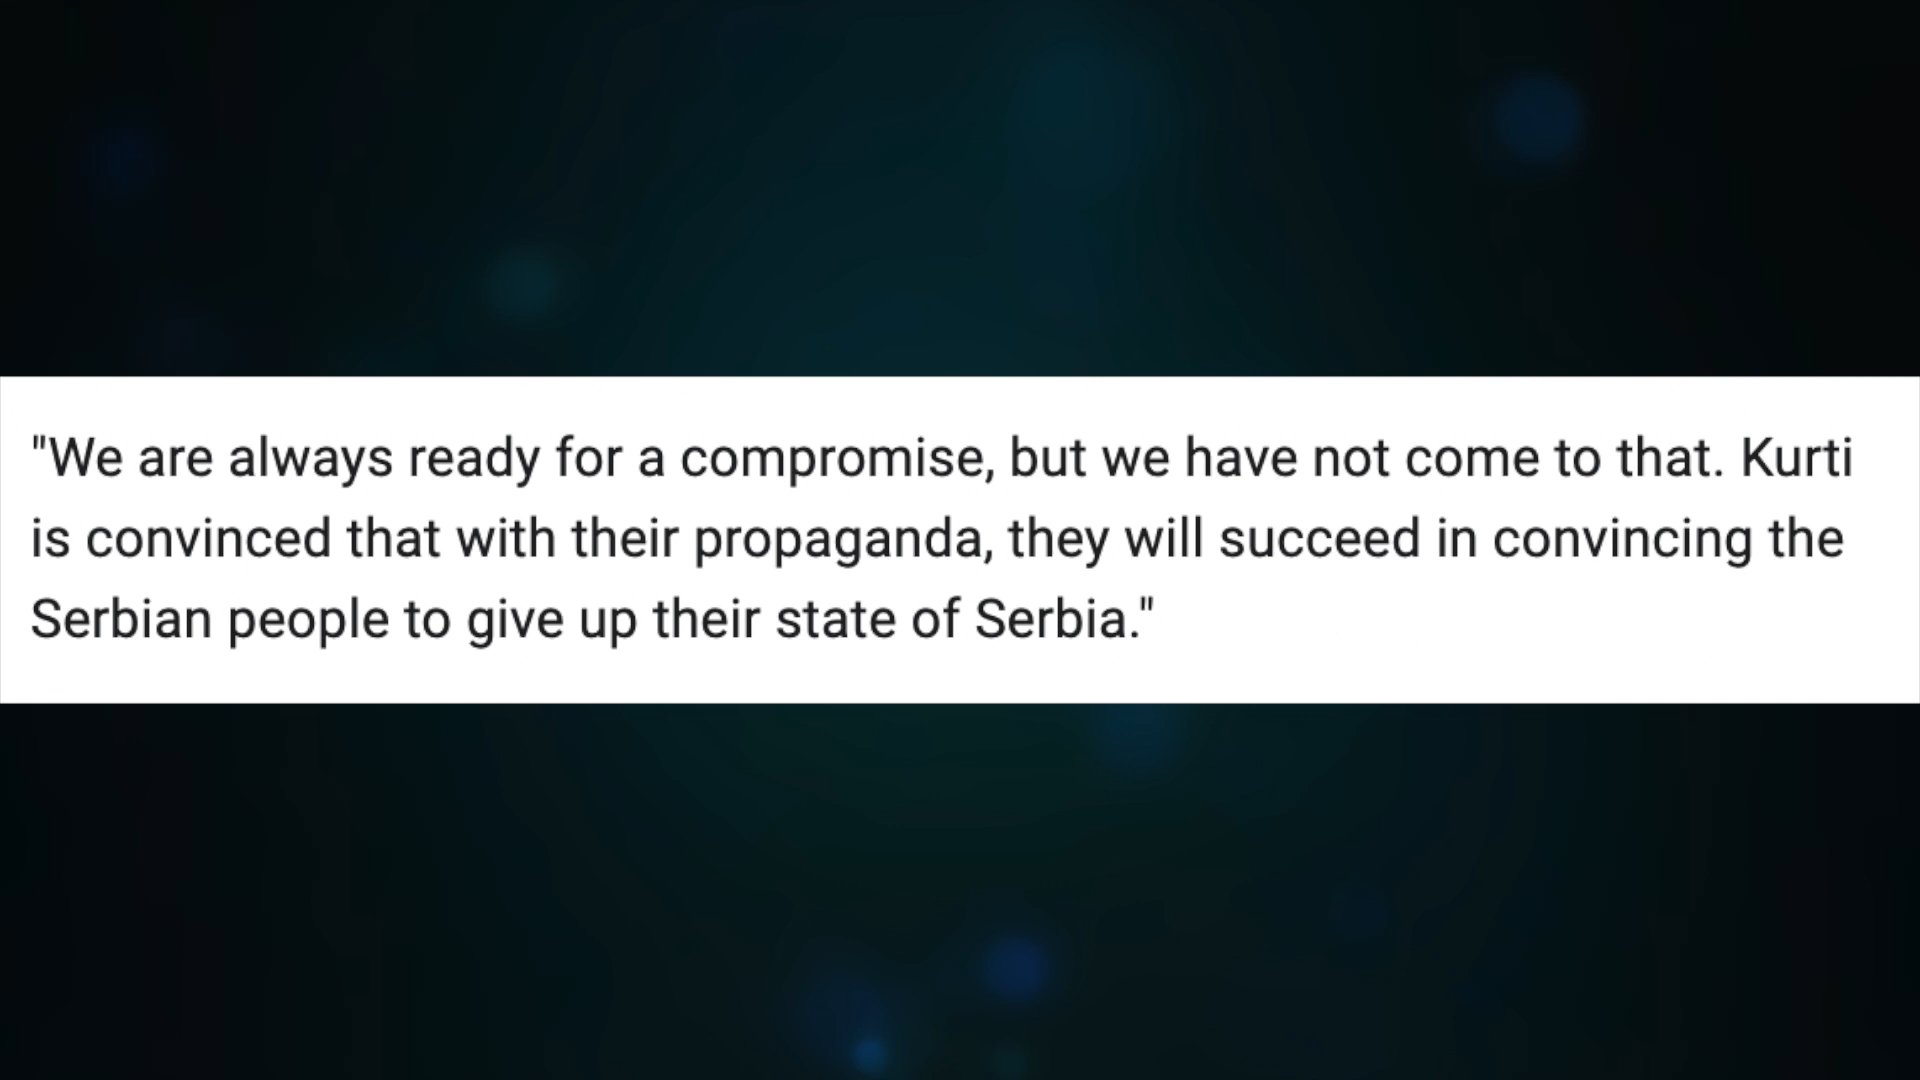 "We are always ready for a compromise, but we have not come to that. Kurti
is convinced that with their propaganda, they will succeed in convincing the
Serbian people to give up their state of Serbia."